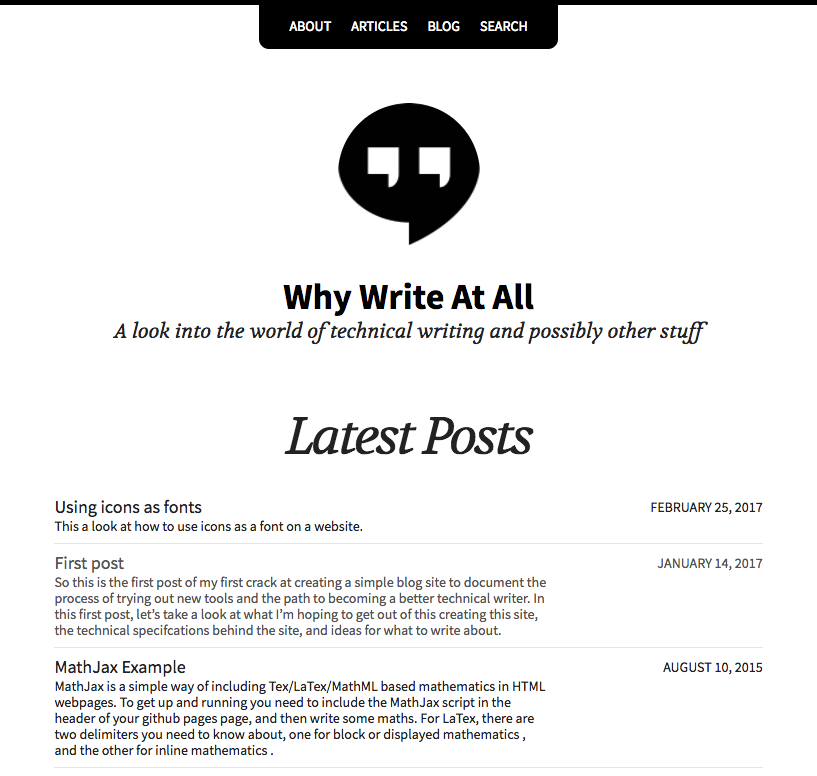 ABOUT ARTICLES BLOG SEARCH
Why Write At All
A look into the world of technical writing and possibly other stuff
Latest Posts
Using icons as fonts FEBRUARY 25, 2017
This a look at how to use icons as a font on a website.
First post JANUARY 14, 2017
So this is the first post of my first crack at creating a simple blog site to document the
process of trying out new tools and the path to becoming a better technical writer. In
this first post, let’s take a look at what I’m hoping to get out of this creating this site,
the technical specifcations behind the site, and ideas for what to write about.
MathJax Example AUGUST 10, 2015
MathJax is a simple way of including Tex/LaTex/MathML based mathematics in HTML
webpages. To get up and running you need to include the MathJax script in the
header of your github pages page, and then write some maths. For LaTex, there are
two delimiters you need to know about, one for block or displayed mathematics ,
and the other for inline mathematics .